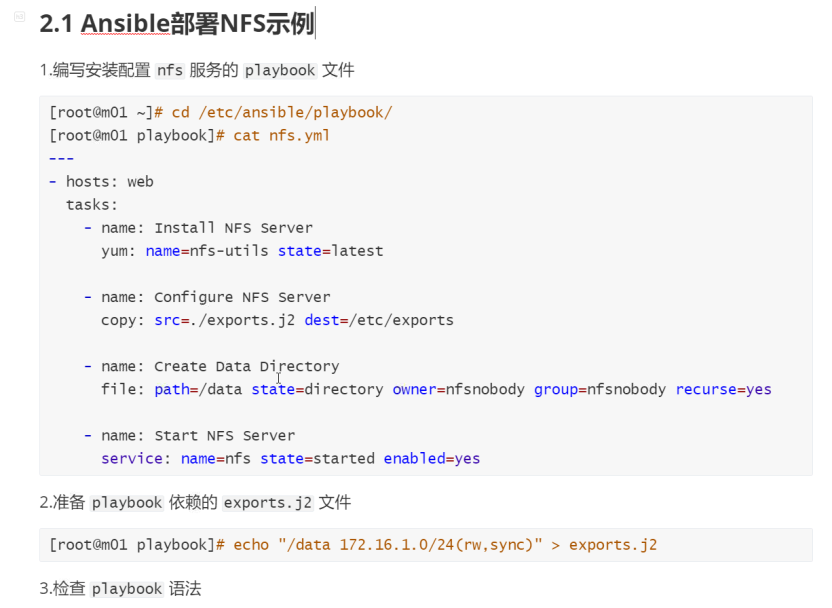 2.1 Ansible部署NFS示例
1.编写安装配置 nfs 服务的 playbook 文件
[root@m01 ~]# cd /etc/ansible/playbook/
[root@m01 playbook]# cat nfs.yml
---
- hosts: web
  tasks:
    - name: Install NFS Server
      yum: name=nfs-utils state=latest

    - name: Configure NFS Server
      copy: src=./exports.j2 dest=/etc/exports

    - name: Create Data Directory
      file: path=/data state=directory owner=nfsnobody group=nfsnobody recurse=yes

    - name: Start NFS Server
      service: name=nfs state=started enabled=yes
2.准备 playbook 依赖的 exports.j2 文件
[root@m01 playbook]# echo "/data 172.16.1.0/24(rw,sync)" > exports.j2
3.检查 playbook 语法